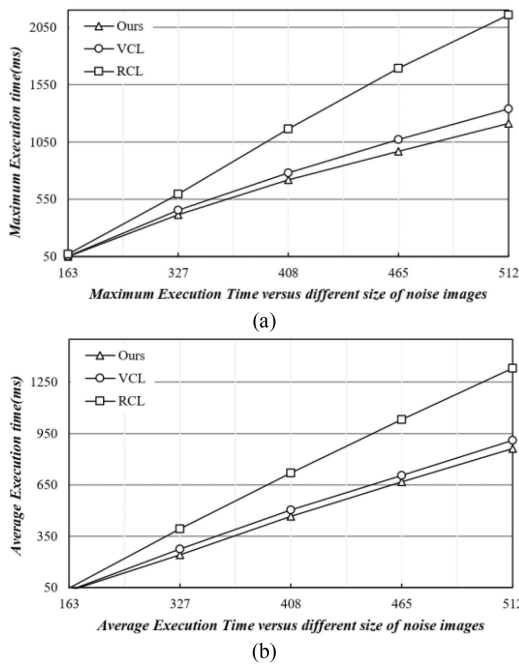 2050
1550
1050
550
50
Maximum Execution time(ms)
Ours
VCL
RCL
163 327 408 465 512
Maximum Execution Time versus different size of noise images
(a)
1250
950
650
350
50
Average Execution time(ms)
Ours
VCL
RCL
163 327 408 465 512
Average Execution Time versus different size of noise images
(b)